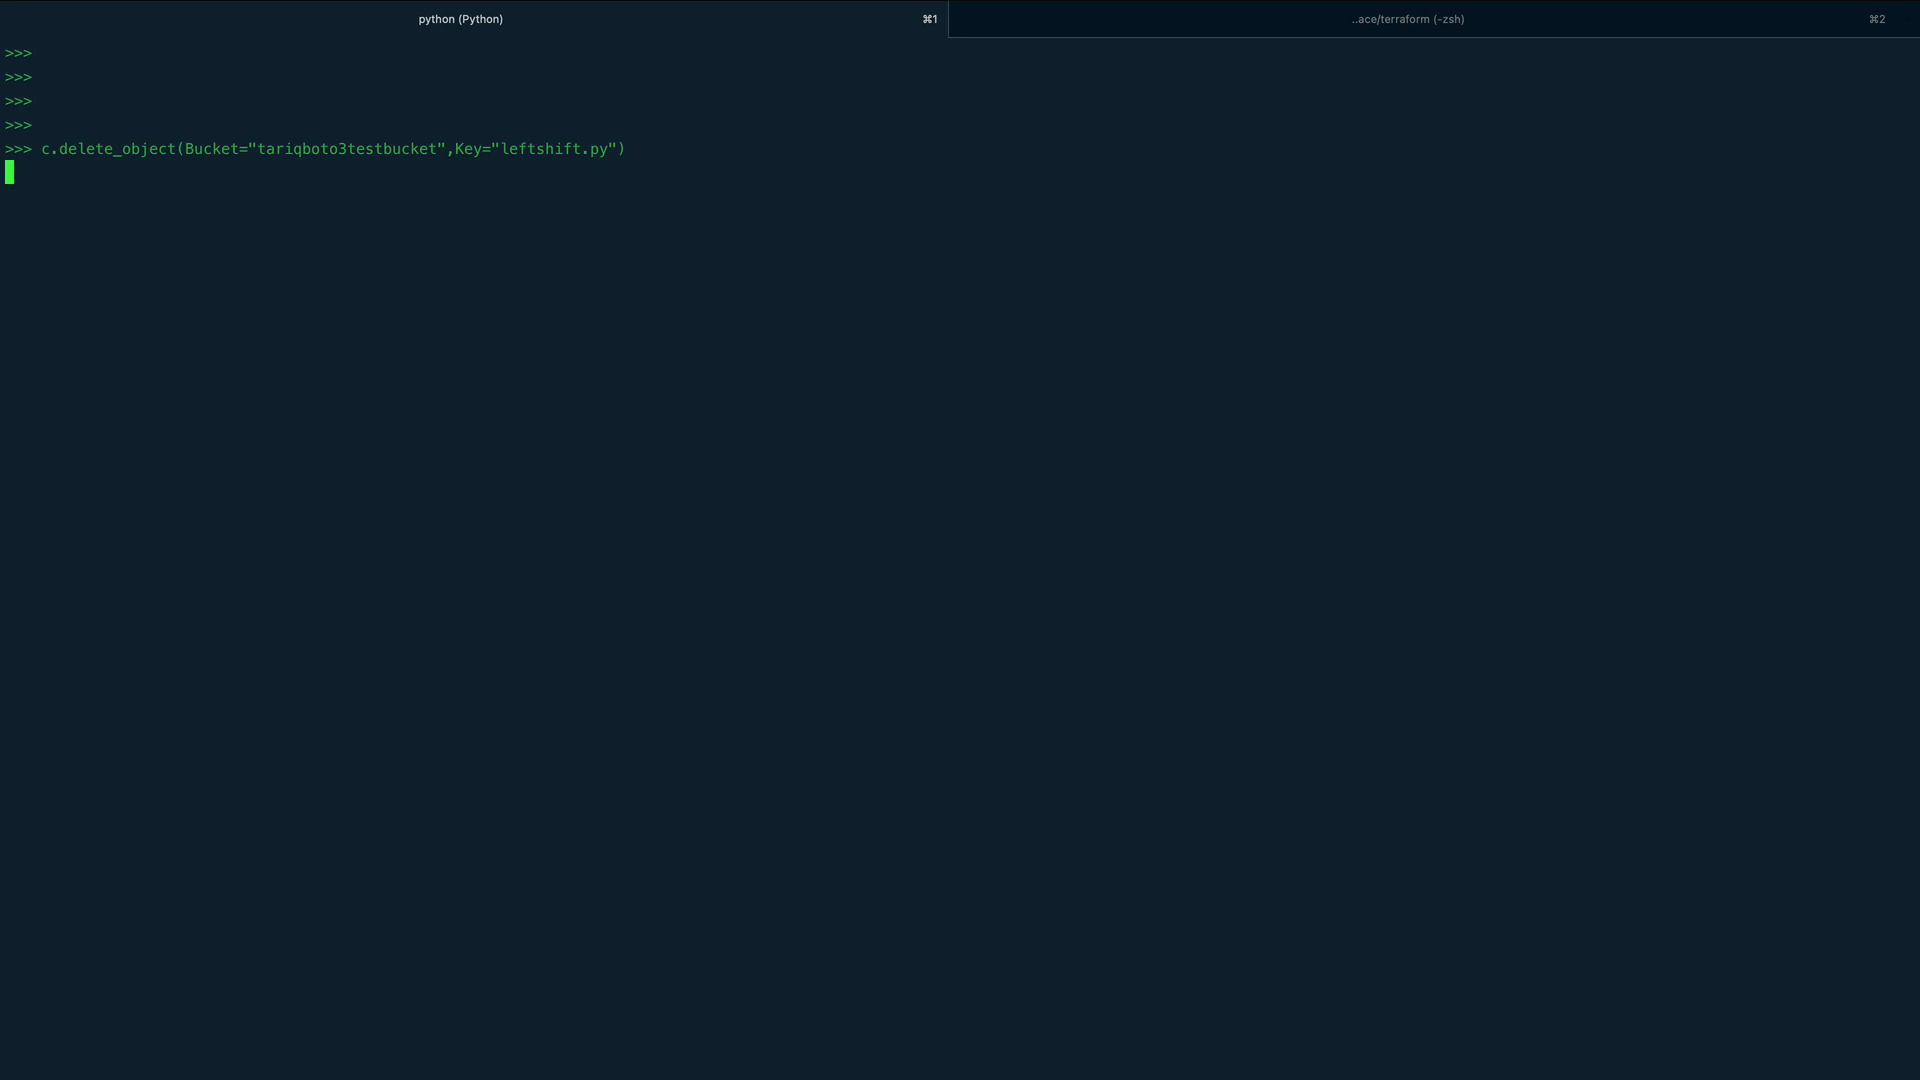 python (Python) ⌘1 ..ace/terraform (-zsh) ⌘2
>>>
>>>
>>>
>>>
>>> c.delete_object(Bucket="tariqboto3testbucket",Key="leftshift.py")